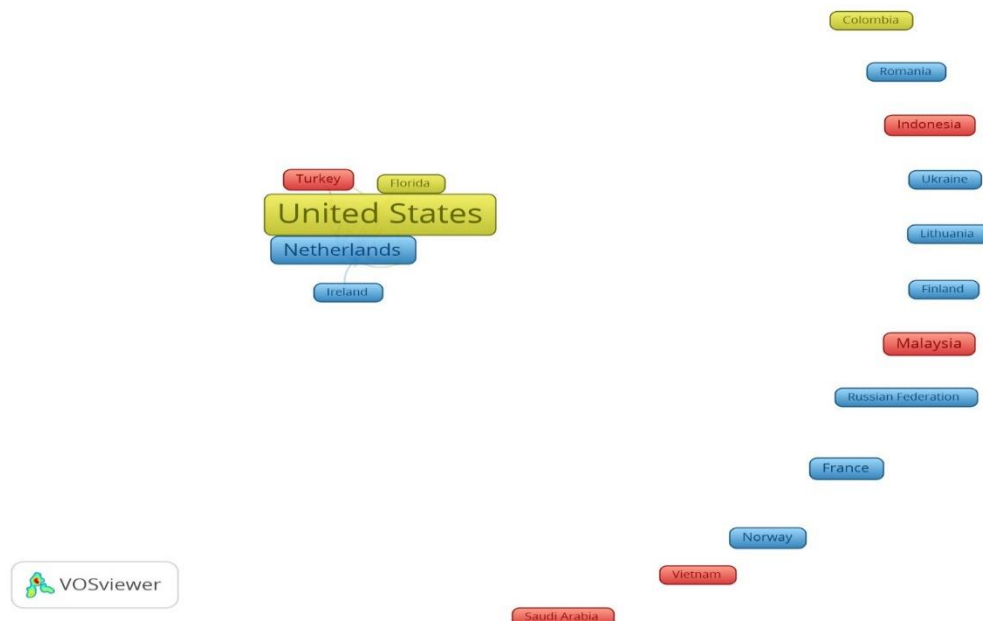 Colombia
Romania
Indonesia
Turkey
Florida
Ukraine
United States
Lithuania
Netherlands
Ireland
Finland
Malaysia
Russian Federation
France
Norway
Vietnam
VOSviewer
Saudi Arabia